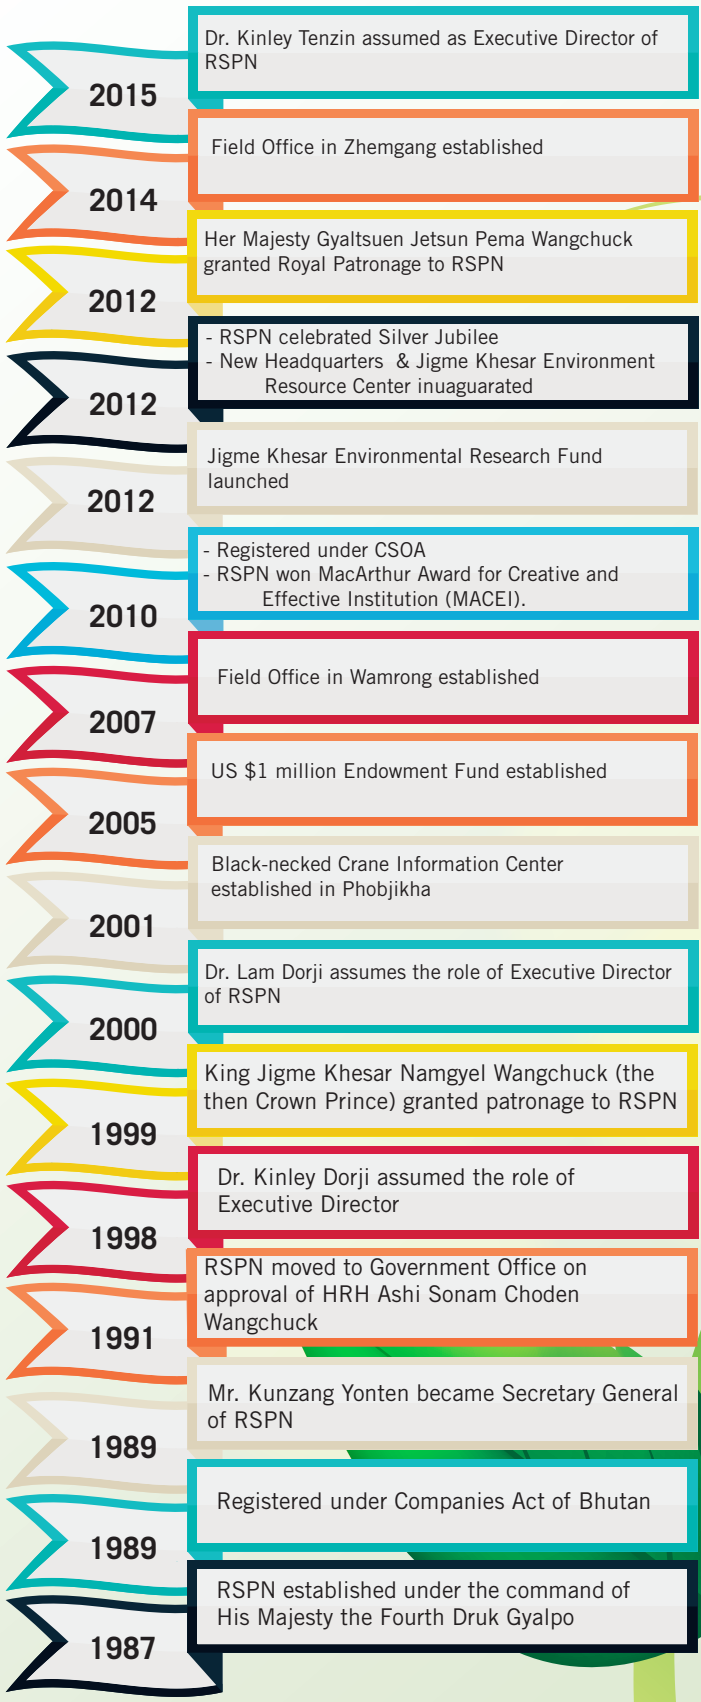 2015
Dr. Kinley Tenzin assumed as Executive Director of
RSPN
2014
Field Office in Zhemgang established
2012
Her Majesty Gyaltsuen Jetsun Pema Wangchuck
granted Royal Patronage to RSPN
2012
- RSPN celebrated Silver Jubilee
- New Headquarters & Jigme Khesar Environment
Resource Center inuaguarated
2012
Jigme Khesar Environmental Research Fund
launched
2010
- Registered under CSOA
- RSPN won MacArthur Award for Creative and
Effective Institution (MACEI).
2007
Field Office in Wamrong established
2005
US $1 million Endowment Fund established
2001
Black-necked Crane Information Center
established in Phobjikha
2000
Dr. Lam Dorji assumes the role of Executive Director
of RSPN
1999
King Jigme Khesar Namgyel Wangchuck (the
then Crown Prince) granted patronage to RSPN
1998
Dr. Kinley Dorji assumed the role of
Executive Director
1991
RSPN moved to Government Office on
approval of HRH Ashi Sonam Choden
Wangchuck
1989
Mr. Kunzang Yonten became Secretary General
of RSPN
1989
Registered under Companies Act of Bhutan
1987
RSPN established under the command of
His Majesty the Fourth Druk Gyalpo